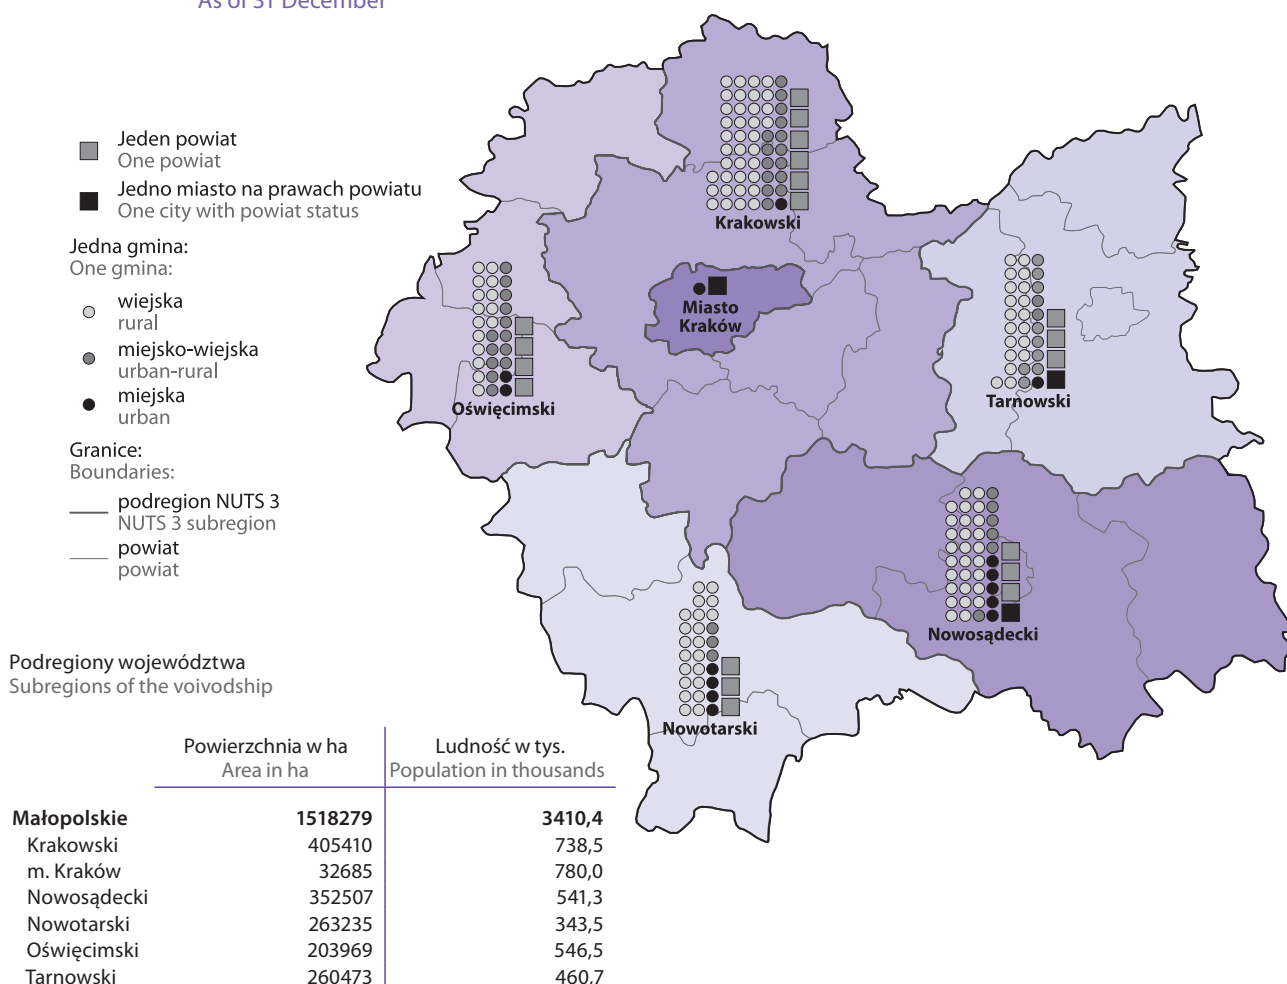 As of 31 December
Jeden powiat
One powiat
Jedno miasto na prawach powiatu
One city with powiat status
Jedna gmina:
One gmina:
wiejska
rural
miejsko-wiejska
urban-rural
miejska
urban
Granice:
Boundaries:
podregion NUTS 3
NUTS 3 subregion
powiat
powiat
Krakowski
Miasto
Kraków
Oświęcimski
Tarnowski
Nowosądecki
Nowotarski
Podregiony województwa
Subregions of the voivodship
Powierzchnia w ha Ludność w tys.
Area in ha Population in thousands
Małopolskie 1518279 3410,4
Krakowski 405410 738,5
m. Kraków 32685 780,0
Nowosądecki 352507 541,3
Nowotarski 263235 343,5
Oświęcimski 203969 546,5
Tarnowski 260473 460,7